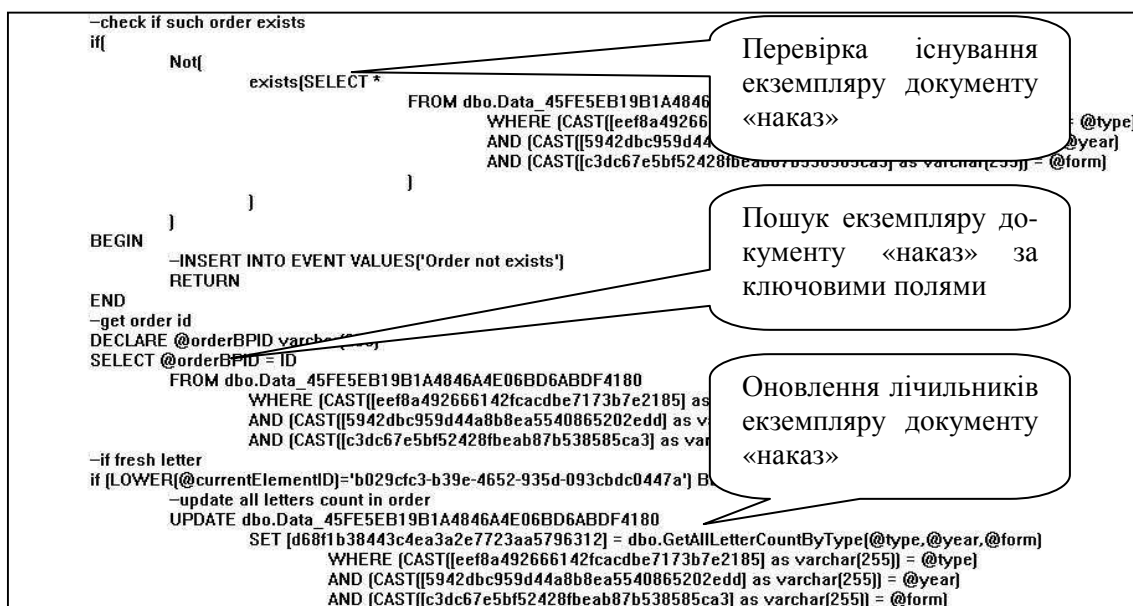 –check if such order exists
if(
Not(
exists(SELECT *
FROM dbo.Data_45FE5EB19B1A4846
WHERE (CAST([eef8a49266 = @type)
AND (CAST([5942dbc959d44 @year)
AND (CAST([c3dc67e5bf52428fbeab87b538585ca3] as varchar(255)) = @form)
)
)
)
BEGIN
–INSERT INTO EVENT VALUES('Order not exists')
RETURN
END
–get order id
DECLARE @orderBPID varchar(255)
SELECT @orderBPID = ID
FROM dbo.Data_45FE5EB19B1A4846A4E06BD6ABDF4180
WHERE (CAST([eef8a492666142fcacdbe7173b7e2185] as
AND (CAST([5942dbc959d44a8b8ea5540865202edd] as va
AND (CAST([c3dc67e5bf52428fbeab87b538585ca3] as var
–if fresh letter
if (LOWER(@currentElementID)='b029cfc3-b39e-4652-935d-093cbdc0447a') B
–update all letters count in order
UPDATE dbo.Data_45FE5EB19B1A4846A4E06BD6ABDF4180
SET [d68f1b38443c4ea3a2e7723aa5796312] = dbo.GetAllLetterCountByType(@type,@year,@form)
WHERE (CAST([eef8a492666142fcacdbe7173b7e2185] as varchar(255)) = @type)
AND (CAST([5942dbc959d44a8b8ea5540865202edd] as varchar(255)) = @year)
AND (CAST([c3dc67e5bf52428fbeab87b538585ca3] as varchar(255)) = @form)
Перевірка існування
екземпляру документу
«наказ»
Пошук екземпляру до-
кументу «наказ» за
ключовими полями
Оновлення лічильників
екземпляру документу
«наказ»